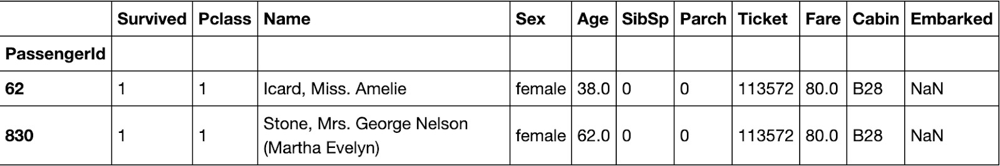 Survived Pclass Name Sex Age SibSp Parch Ticket Fare Cabin Embarked
PassengerId
62 1 1 Icard, Miss. Amelie female 38.0 0 0 113572 80.0 B28 NaN
830 1 1 Stone, Mrs. George Nelson (Martha Evelyn) female 62.0 0 0 113572 80.0 B28 NaN